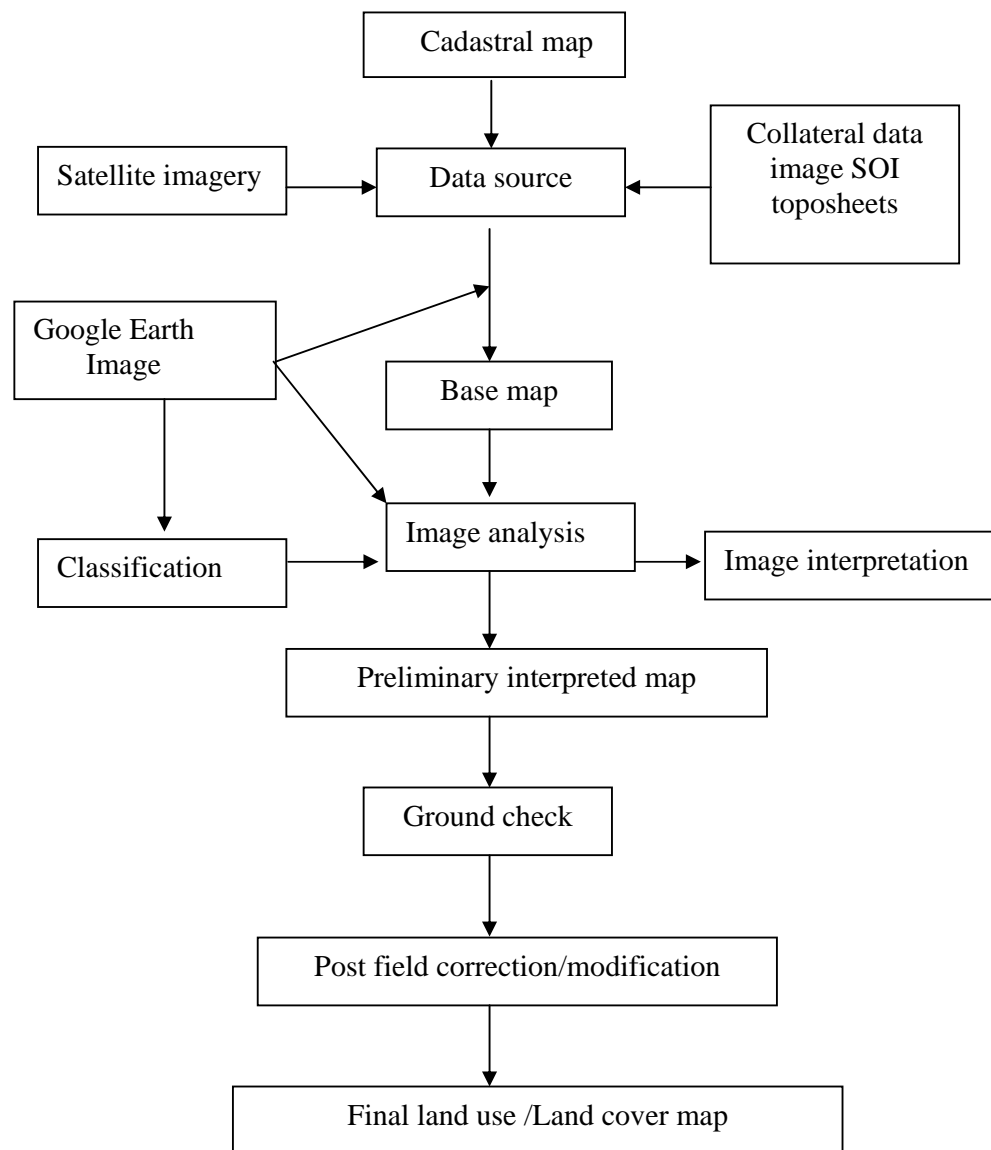 Cadastral map
Collateral data
image SOI
toposheets
Satellite imagery
Data source
Google Earth
Image
Base map
Image analysis
Classification
Image interpretation
Preliminary interpreted map
Ground check
Post field correction/modification
Final land use /Land cover map